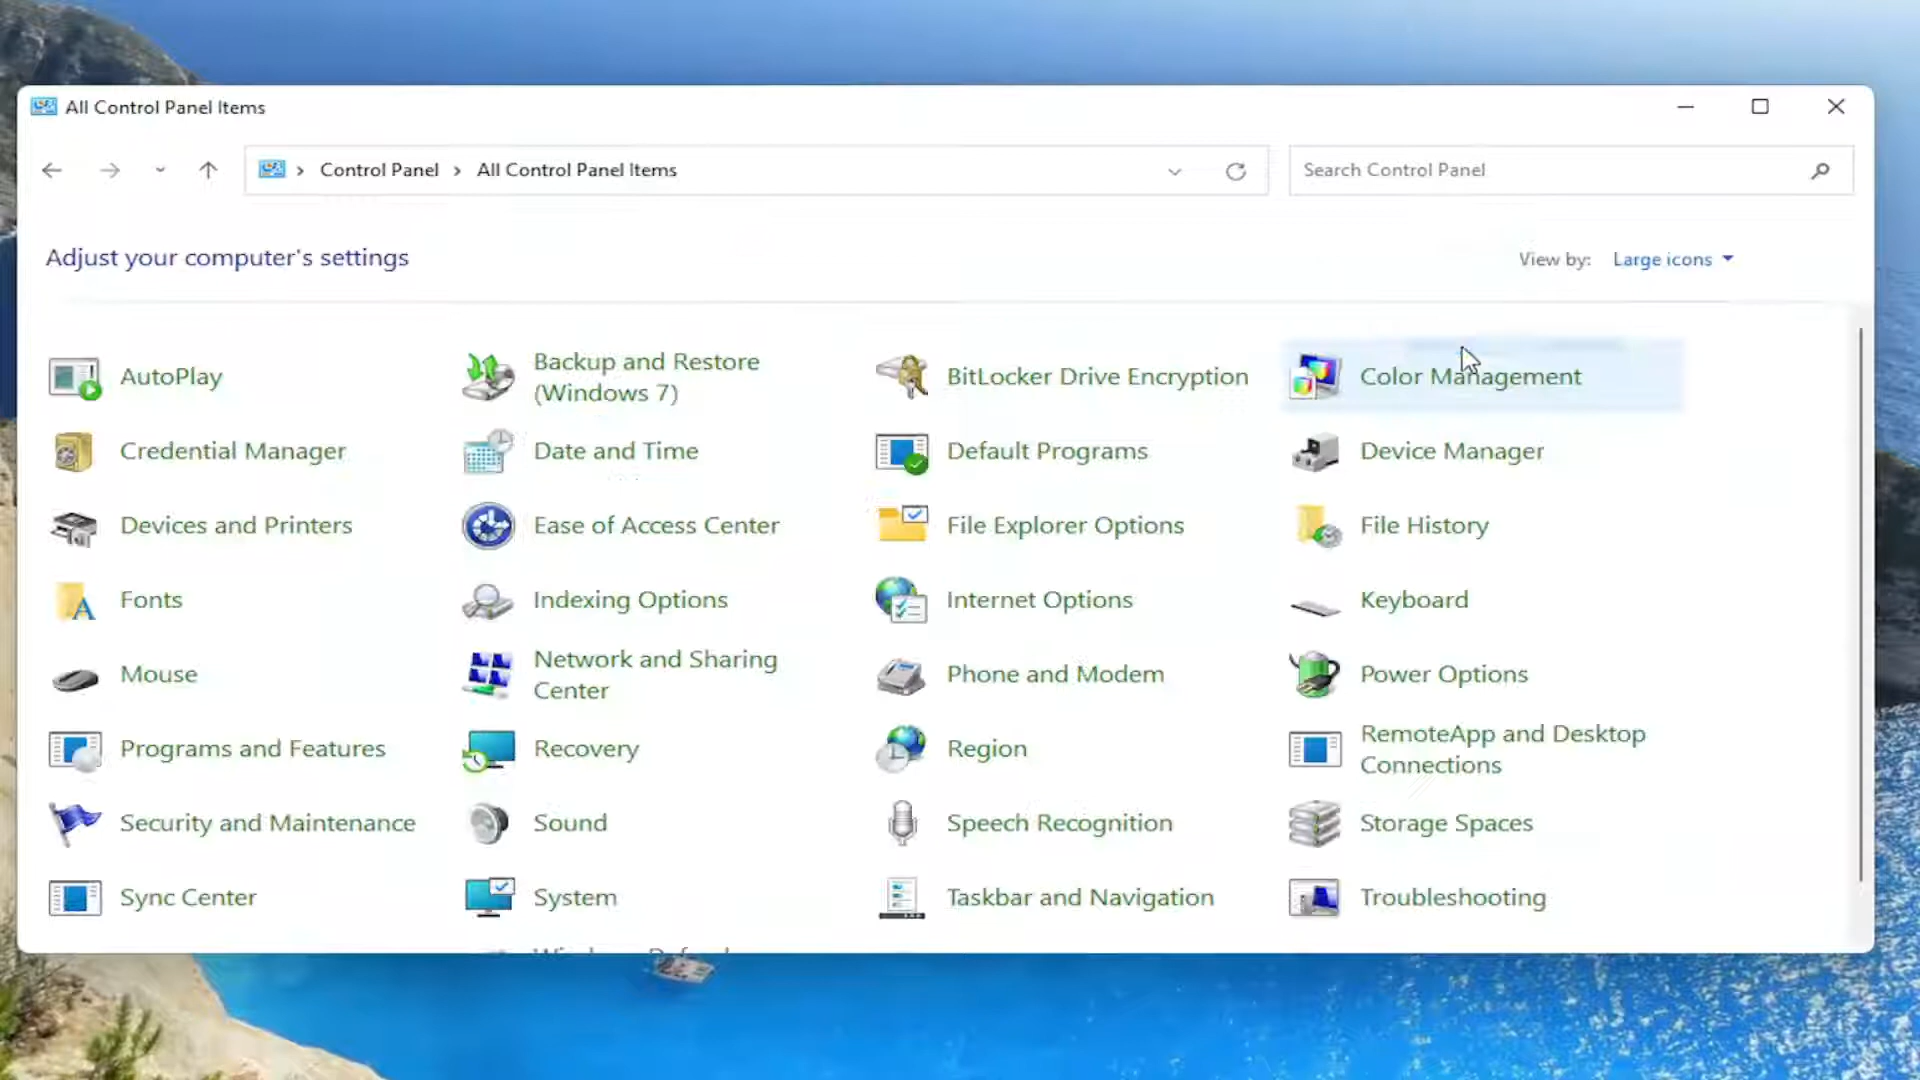 All Control Panel Items
Control Panel
All Control Panel Items
Search Control Panel
Adjust your computer's settings
View by:
Large icons
AutoPlay
Backup and Restore
(Windows 7)
BitLocker Drive Encryption
Color Management
Credential Manager
Date and Time
Default Programs
Device Manager
Devices and Printers
Ease of Access Center
File Explorer Options
File History
Fonts
Indexing Options
Internet Options
Keyboard
Mouse
Network and Sharing
Center
Phone and Modem
Power Options
Programs and Features
Recovery
Region
RemoteApp and Desktop
Connections
Security and Maintenance
Sound
Speech Recognition
Storage Spaces
Sync Center
System
Taskbar and Navigation
Troubleshooting